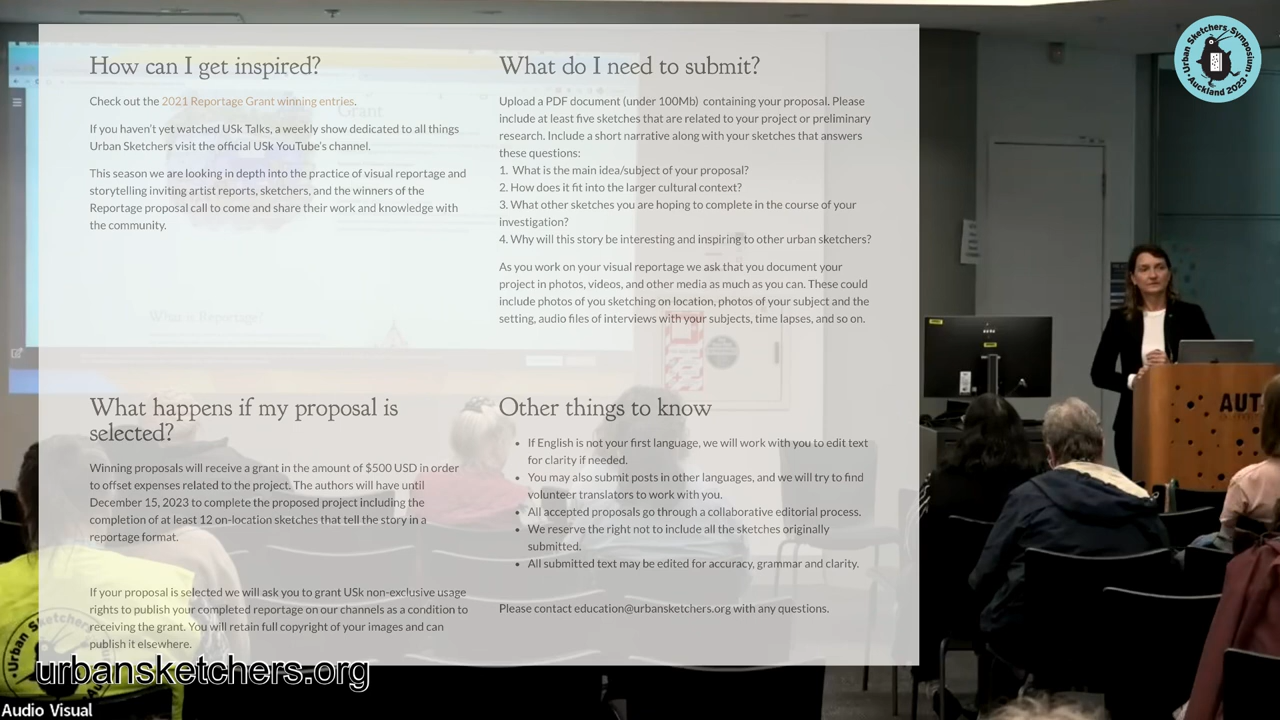 How can I get inspired?
Check out the 2021 Reportage Grant winning entries.
If you haven't yet watched USk Talks, a weekly show dedicated to all things
Urban Sketchers visit the official USk YouTube's channel.
This season we are looking in depth into the practice of visual reportage and
storytelling inviting artist reports, sketchers, and the winners of the
Reportage proposal call to come and share their work and knowledge with
the community.
What do I need to submit?
Upload a PDF document (under 100Mb) containing your proposal. Please
include at least five sketches that are related to your project or preliminary
research. Include a short narrative along with your sketches that answers
these questions:
1. What is the main idea/subject of your proposal?
2. How does it fit into the larger cultural context?
3. What other sketches you are hoping to complete in the course of your
investigation?
4. Why will this story be interesting and inspiring to other urban sketchers?
As you work on your visual reportage we ask that you document your
project in photos, videos, and other media as much as you can. These could
include photos of you sketching on location, photos of your subject and the
setting, audio files of interviews with your subjects, time lapses, and so on.
What happens if my proposal is
selected?
Winning proposals will receive a grant in the amount of $500 USD in order
to offset expenses related to the project. The authors will have until
December 15, 2023 to complete the proposed project including the
completion of at least 12 on-location sketches that tell the story in a
reportage format.
If your proposal is selected we will ask you to grant USk non-exclusive usage
rights to publish your completed reportage on our channels as a condition to
receiving the grant. You will retain full copyright of your images and can
publish it elsewhere.
Other things to know
• If English is not your first language, we will work with you to edit text
for clarity if needed.
• You may also submit posts in other languages, and we will try to find
volunteer translators to work with you.
• All accepted proposals go through a collaborative editorial process.
• We reserve the right not to include all the sketches originally
submitted.
• All submitted text may be edited for accuracy, grammar and clarity.
Please contact education@urbansketchers.org with any questions.
Urban Sketchers Symposium
Auckland 2023
Grant
What is Reportage?
AUT
urbansketchers.org
Audio Visual